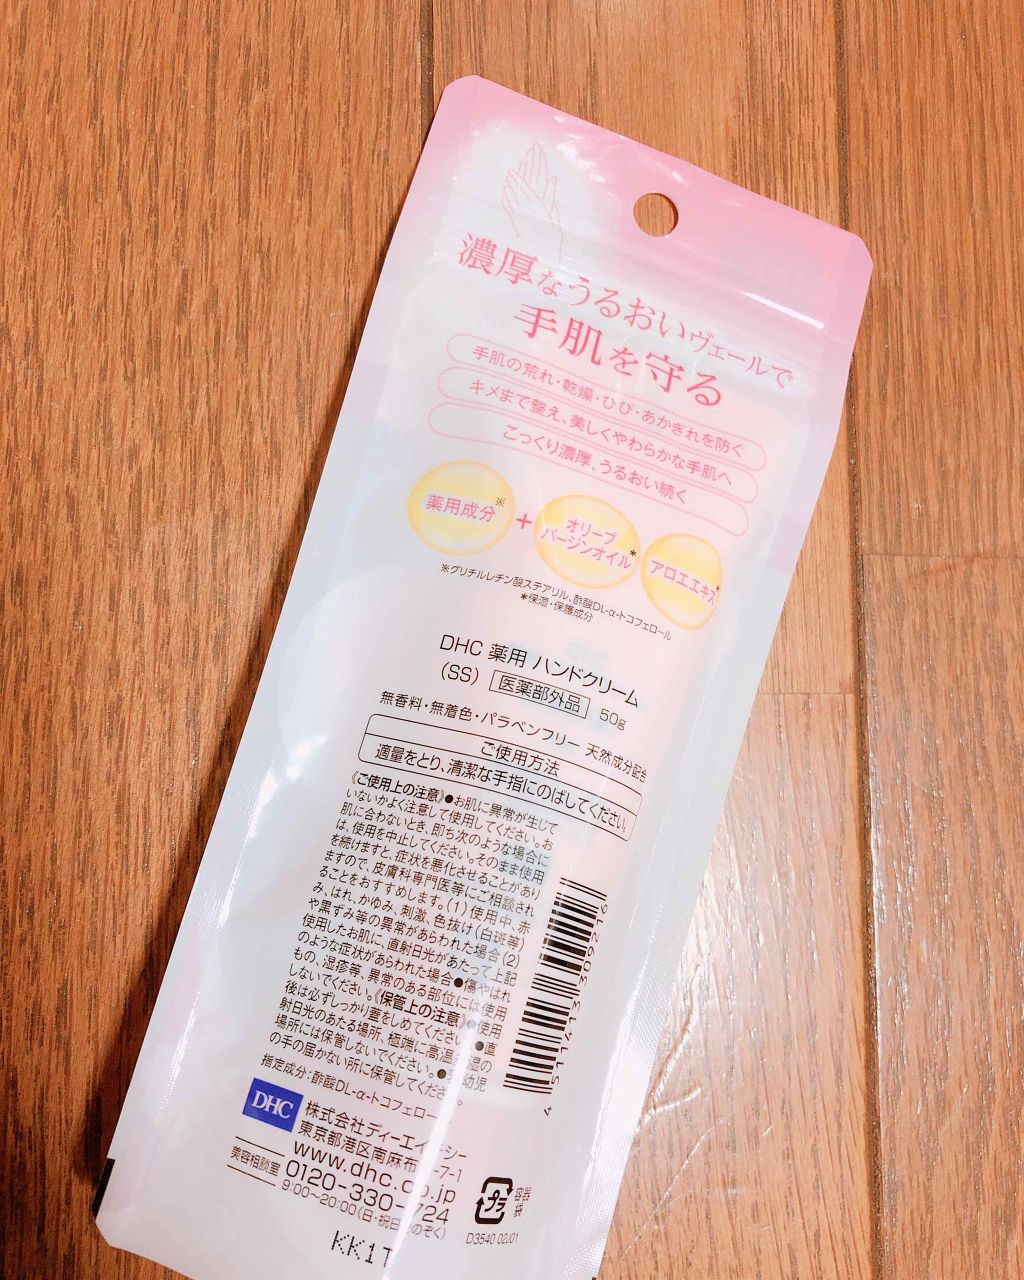 濃厚なうるおいヴェールで
手肌を守る
手肌の荒れ・乾燥・ひび・あかぎれを防ぐ
キメまで整え、美しくやわらかな手肌へ
こっくり濃厚、うるおい続く
薬用成分※
+
オリーブ
バージンオイル*
アロエエキス*
※グリチルレチン酸ステアリル、酢酸DL-α-トコフェロール
*保湿・保護成分
DHC 薬用 ハンドクリーム
(SS) 医薬部外品 50g
無香料・無着色・パラベンフリー 天然成分配合
ご使用方法
適量をとり、清潔な手指にのばしてください。
《ご使用上の注意》●お肌に異常が生じて
いないかよく注意して使用してください。お
肌に合わないとき、即ち次のような場合に
は、使用を中止してください。そのまま使用
を続けますと、症状を悪化させることがあり
ますので、皮膚科専門医等にご相談され
ることをおすすめします。(1)使用中、赤
み、はれ、かゆみ、刺激、色抜け(白斑等)
や黒ずみ等の異常があらわれた場合(2)
使用したお肌に、直射日光があたって上記
のような症状があらわれた場合●傷やはれ
もの、湿疹等、異常のある部位には使用
しないでください。《保管上の注意》●使用
後は必ずしっかり蓋をしめてください。●直
射日光のあたる場所、極端に高温 湿の
場所には保管しないでください。● 幼児
の手の届かない所に保管してください。
指定成分:酢酸DL-α-トコフェロー
DHC 株式会社ディーエイチシー
東京都港区南麻布 -7-1
www.dhc.co.jp
美容相談室 0120-330- 724
9:00～20:00(日・祝日 のぞく)
プラ 容器 袋
D3540 02/01
KK1T